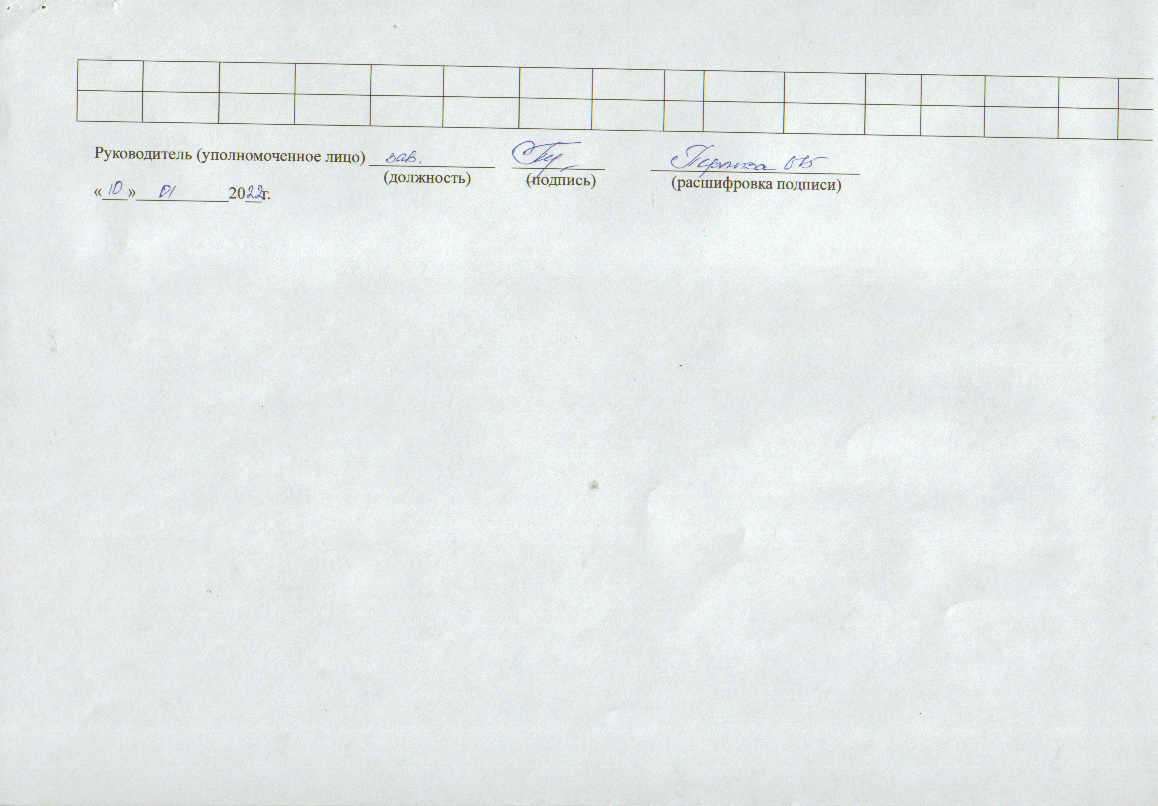 Руководитель (уполномоченное лицо) зав.
(должность) (подпись) (расшифровка подписи)
«10» 01 2022г.